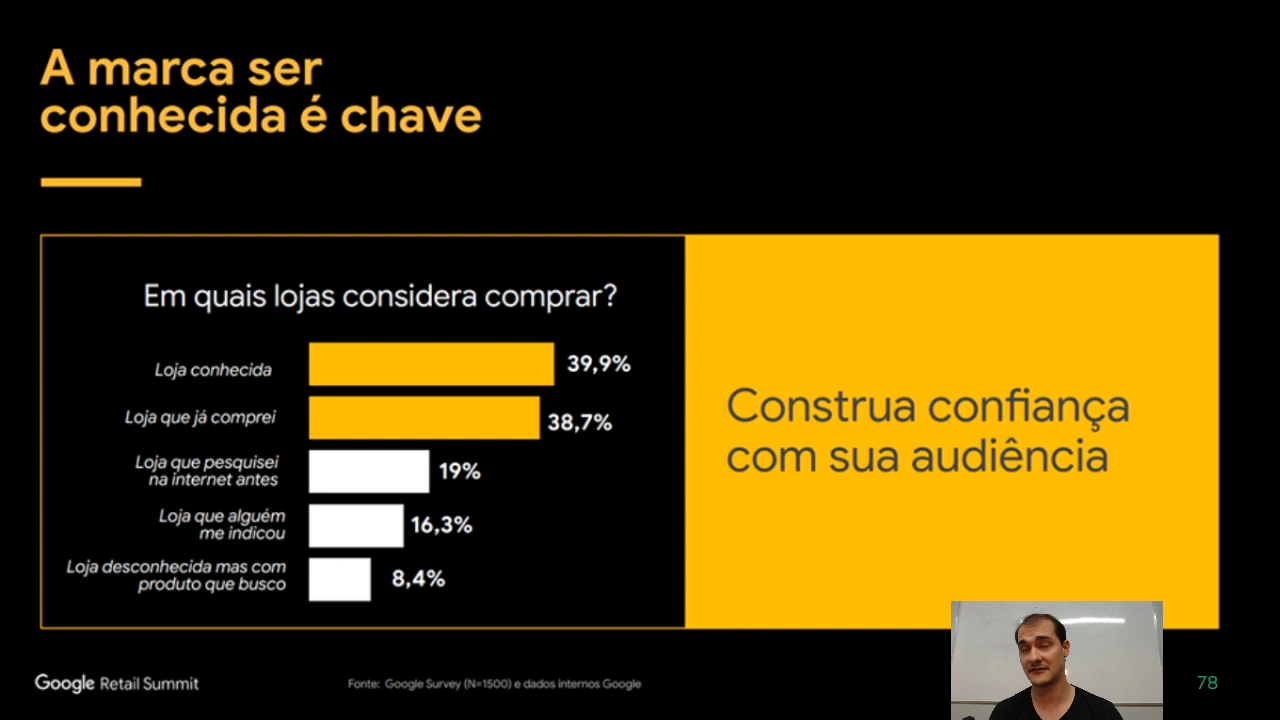 A marca ser
conhecida é chave
Em quais lojas considera comprar?
Loja conhecida
39,9%
Loja que já comprei
38,7%
Loja que pesquisei
na internet antes
19%
Loja que alguém
me indicou
16,3%
Loja desconhecida mas com
produto que busco
8,4%
Construa confiança
com sua audiência
Google Retail Summit
Fonte: Google Survey (N=1500) e dados internos Google
78